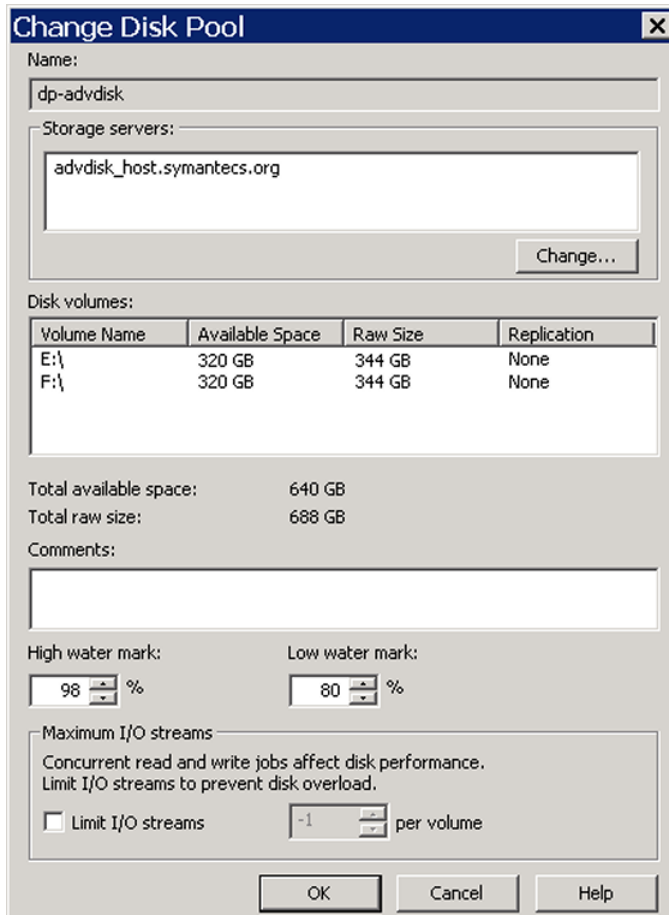 Change Disk Pool
Name:
dp-advdisk
Storage servers:
advdisk_host.symantecs.org
Change...
Disk volumes:
Volume Name Available Space Raw Size Replication
E:\ 320 GB 344 GB None
F:\ 320 GB 344 GB None
Total available space: 640 GB
Total raw size: 688 GB
Comments:
High water mark: Low water mark:
98 % 80 %
Maximum I/O streams
Concurrent read and write jobs affect disk performance.
Limit I/O streams to prevent disk overload.
Limit I/O streams -1 per volume
OK Cancel Help